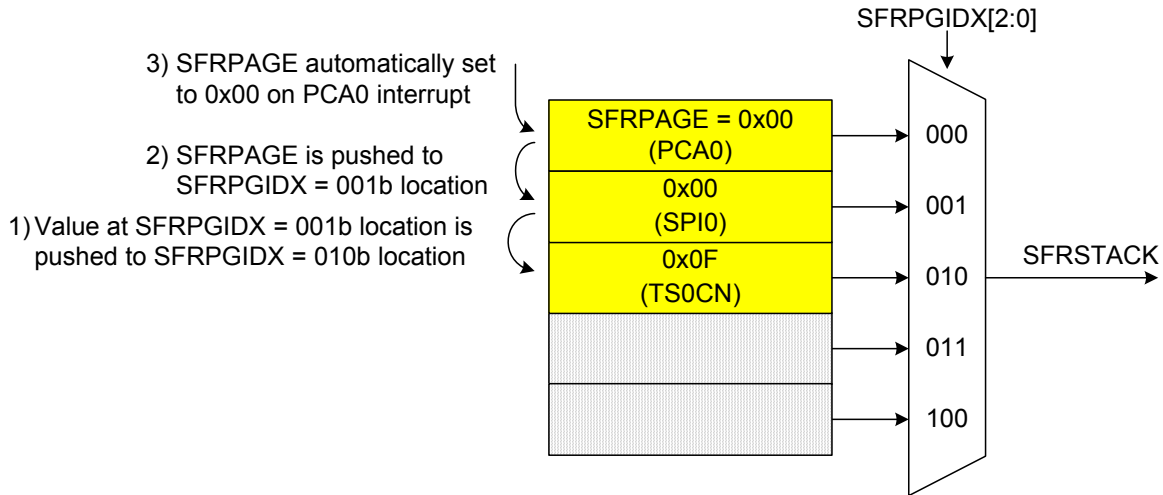 SFRPGIDX[2:0]
3) SFRPAGE automatically set
to 0x00 on PCA0 interrupt
2) SFRPAGE is pushed to
SFRPGIDX = 001b location
1) Value at SFRPGIDX = 001b location is
pushed to SFRPGIDX = 010b location
SFRPAGE = 0x00
(PCA0)
0x00
(SPI0)
0x0F
(TS0CN)
000
001
010
011
100
SFRSTACK